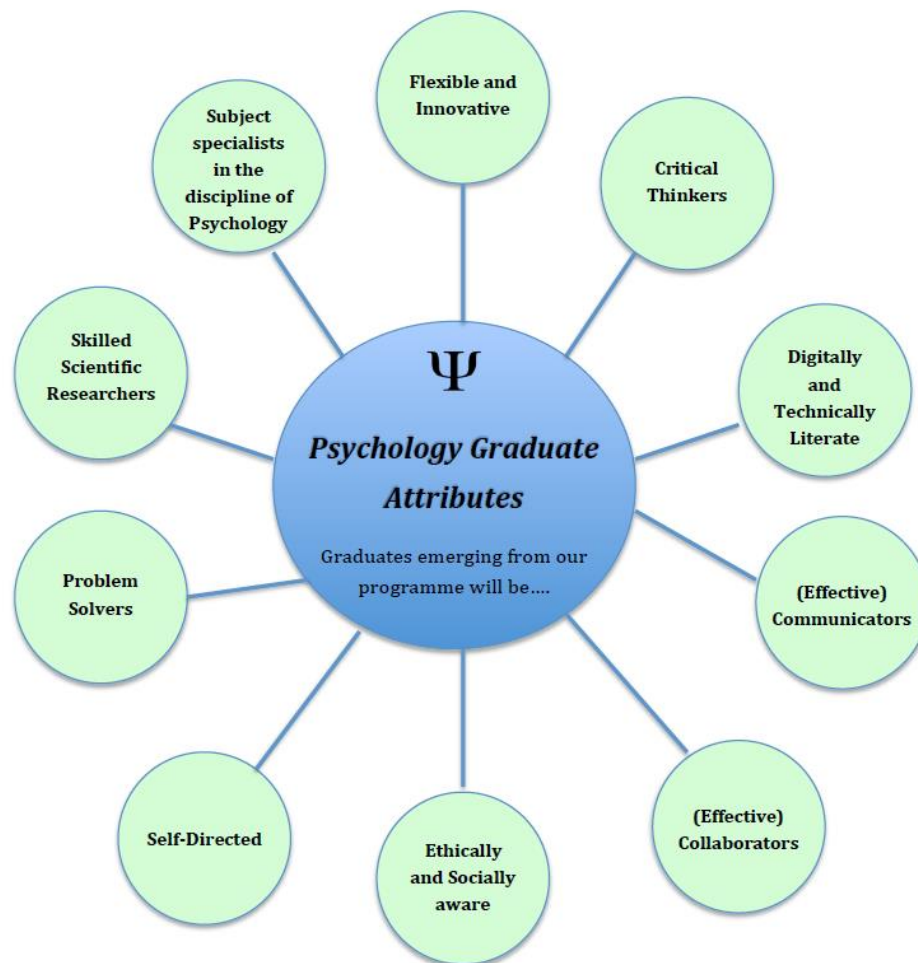 Ψ
Psychology Graduate
Attributes
Graduates emerging from our
programme will be....
Flexible and
Innovative
Critical
Thinkers
Digitally
and
Technically
Literate
(Effective)
Communicators
(Effective)
Collaborators
Ethically
and Socially
aware
Self-Directed
Problem
Solvers
Skilled
Scientific
Researchers
Subject
specialists
in the
discipline of
Psychology